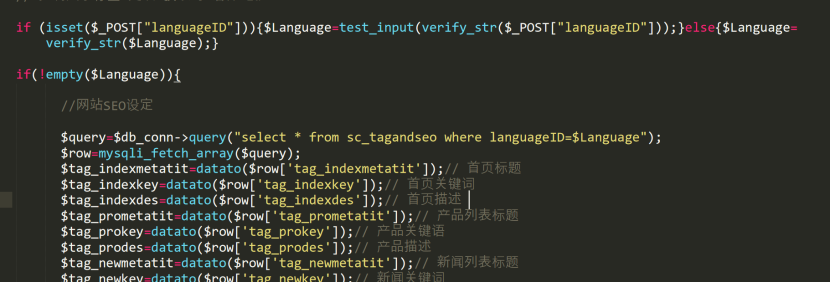 if (isset($_POST["languageID"])){$Language=test_input(verify_str($_POST["languageID"]));}else{$Language=
verify_str($Language);}
if(!empty($Language)){
//网站SEO设定
$query=$db_conn->query("select * from sc_tagandseo where languageID=$Language");
$row=mysqli_fetch_array($query);
$tag_indexmetatit=datato($row['tag_indexmetatit']);// 首页标题
$tag_indexkey=datato($row['tag_indexkey']);// 首页关键词
$tag_indexdes=datato($row['tag_indexdes']);// 首页描述
$tag_prometatit=datato($row['tag_prometatit']);// 产品列表标题
$tag_prokey=datato($row['tag_prokey']);// 产品关键语
$tag_prodes=datato($row['tag_prodes']);// 产品描述
$tag_newmetatit=datato($row['tag_newmetatit']);// 新闻列表标题
$tag_newkey=datato($row['tag_newkey']);// 新闻关键词